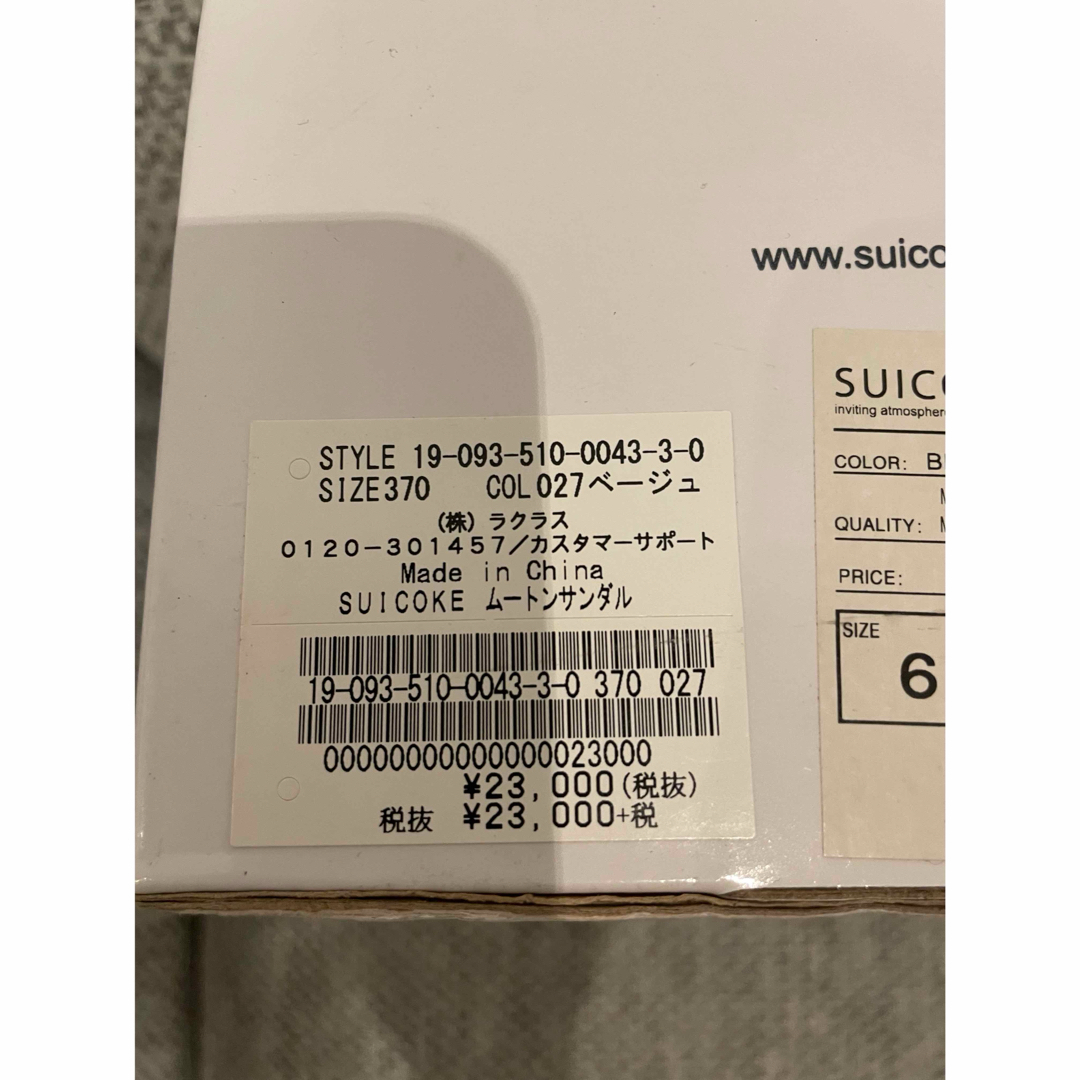 www.suico
SUICO
inviting atmospher
COLOR: B
QUALITY:
PRICE:
SIZE
6
STYLE 19-093-510-0043-3-0
SIZE370 COL027ベージュ
(株)ラクラス
0120-301457/カスタマーサポート
Made in China
SUICOKE ムートンサンダル
19-093-510-0043-3-0 370 027
00000000000000023000
¥23,000(税抜)
税抜 ¥23,000+税